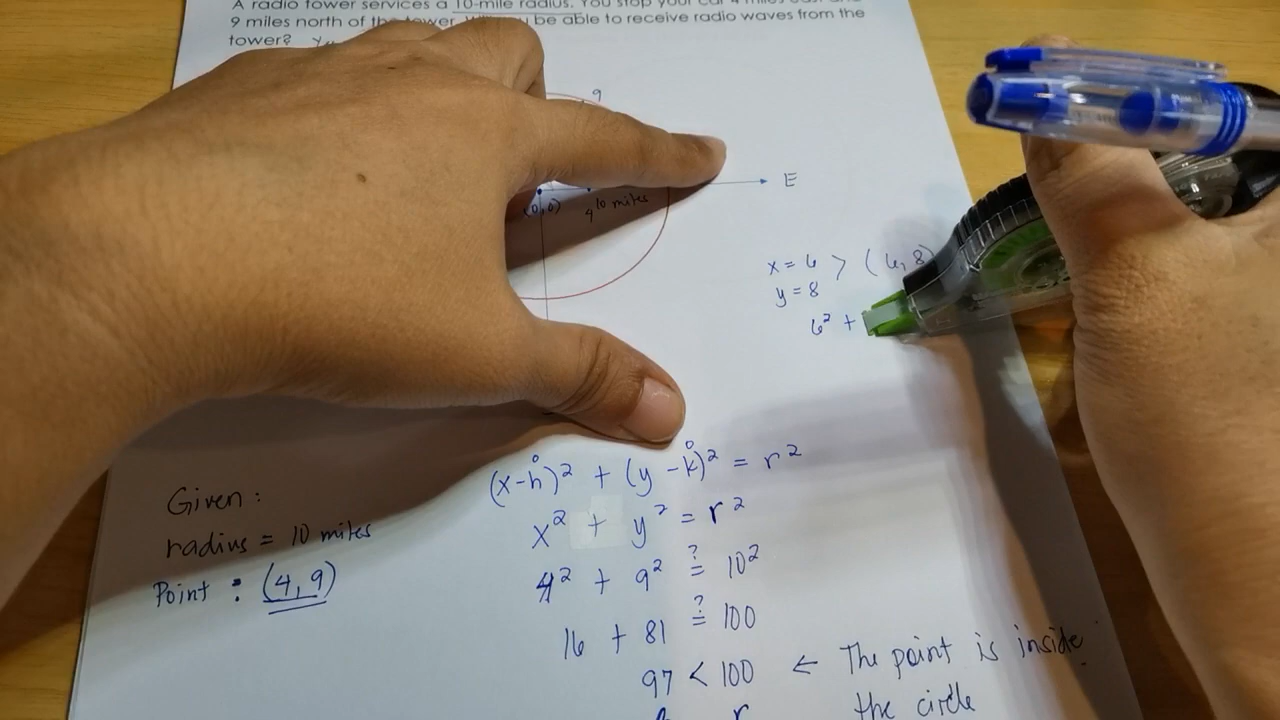 A radio tower services a 10-mile radius. You stop your car 4 miles east and
9 miles north of the tower. be able to receive radio waves from the
tower?
9
E
(0,0) 4 10 miles
x = 6 > (6,8)
y = 8
6² +
(x-h)² + (y-k)² = r²
Given:
x² + y² = r²
radius = 10 miles
4² + 9² ≟ 10²
Point : (4,9)
16 + 81 ≟ 100
97 < 100 ← The point is inside
the circle
r